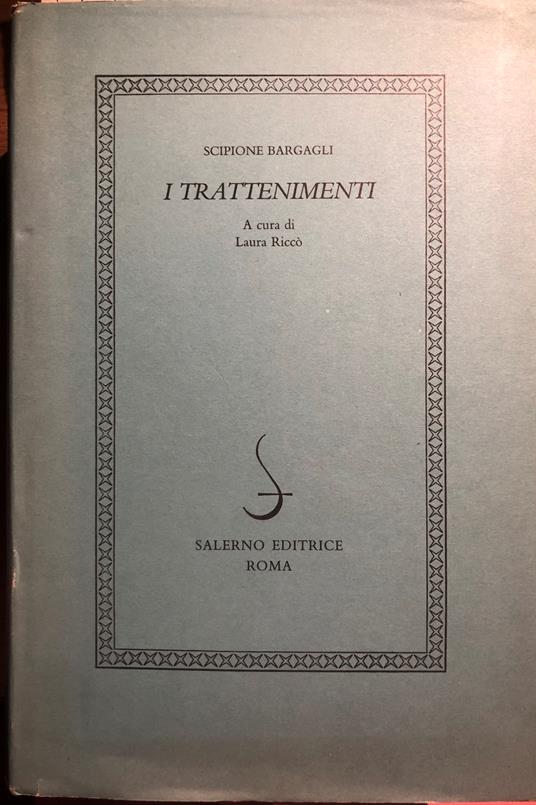 SCIPIONE BARGAGLI
I TRATTENIMENTI
A cura di
Laura Riccò
SALERNO EDITRICE
ROMA